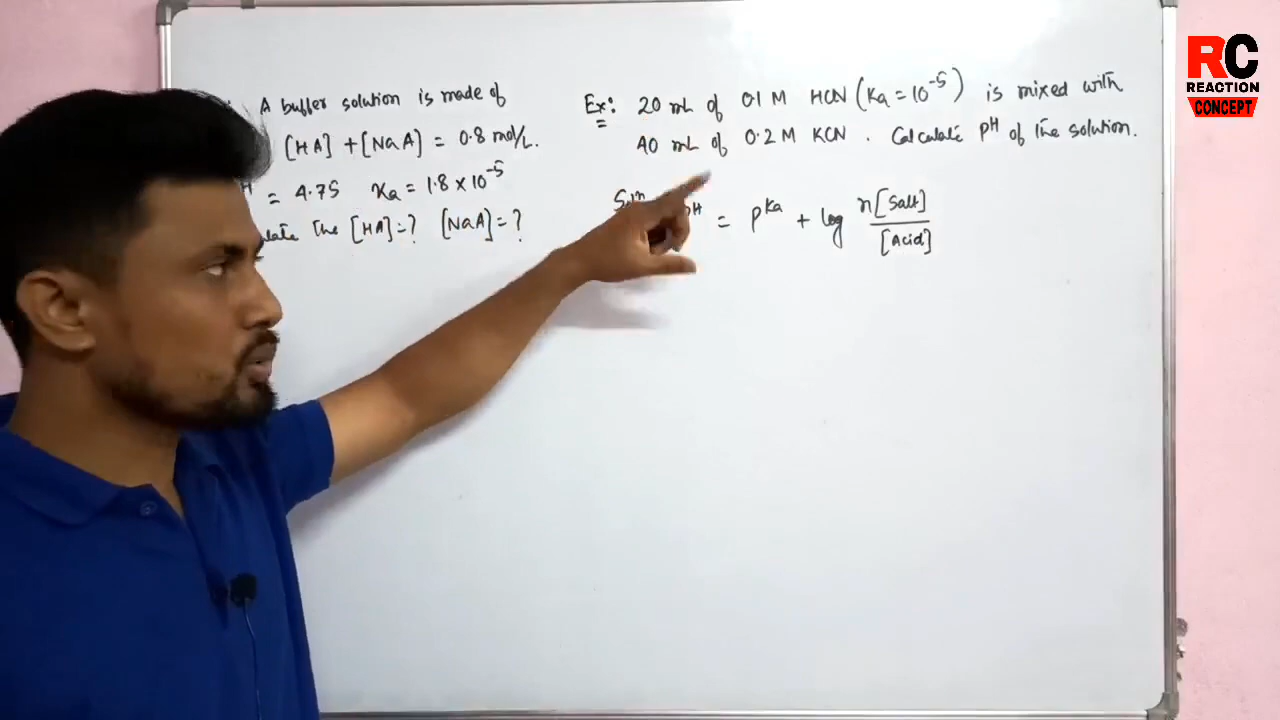 A buffer solution is made of
[HA] + [NaA] = 0.8 mol/L.
= 4.75 Ka = 1.8 × 10⁻⁵
the [HA]=? [NaA]=?
Ex: 20 mL of 0.1 M HCN (Ka = 10⁻⁵) is mixed with
40 mL of 0.2 M KCN. Calculate pH of the solution.
Soln pH = pKa + log n[Salt]/[Acid]
RC
REACTION
CONCEPT